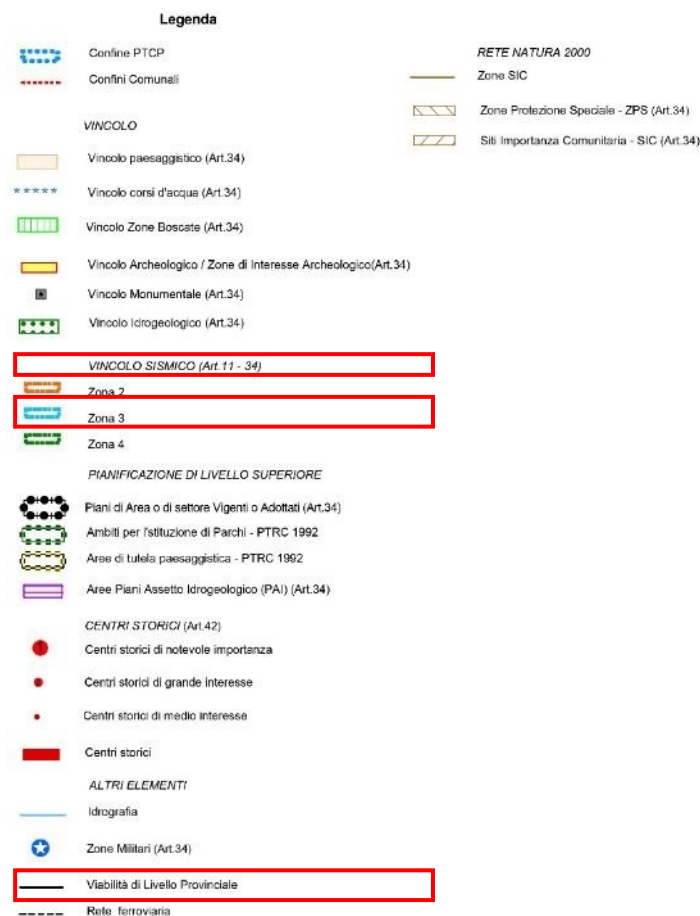 Legenda
Confine PTCP
Confini Comunali
VINCOLO
Vincolo paesaggistico (Art.34)
Vincolo corsi d'acqua (Art.34)
Vincolo Zone Boscate (Art.34)
Vincolo Archeologico / Zone di Interesse Archeologico(Art.34)
Vincolo Monumentale (Art.34)
Vincolo Idrogeologico (Art.34)
VINCOLO SISMICO (Art.11 - 34)
Zona 2
Zona 3
Zona 4
PIANIFICAZIONE DI LIVELLO SUPERIORE
Piani di Area o di settore Vigenti o Adottati (Art.34)
Ambiti per l'stituzione di Parchi - PTRC 1992
Aree di tutela paesaggistica - PTRC 1992
Aree Piani Assetto Idrogeologico (PAI) (Art.34)
CENTRI STORICI (Art.42)
Centri storici di notevole importanza
Centri storici di grande interesse
Centri storici di medio interesse
Centri storici
ALTRI ELEMENTI
Idrografia
Zone Militari (Art.34)
Viabilità di Livello Provinciale
Rete ferroviaria
RETE NATURA 2000
Zone SIC
Zone Protezione Speciale - ZPS (Art.34)
Siti Importanza Comunitaria - SIC (Art.34)